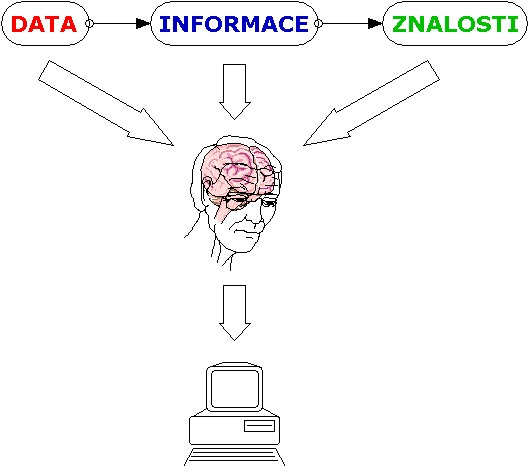 DATA INFORMACE ZNALOSTI